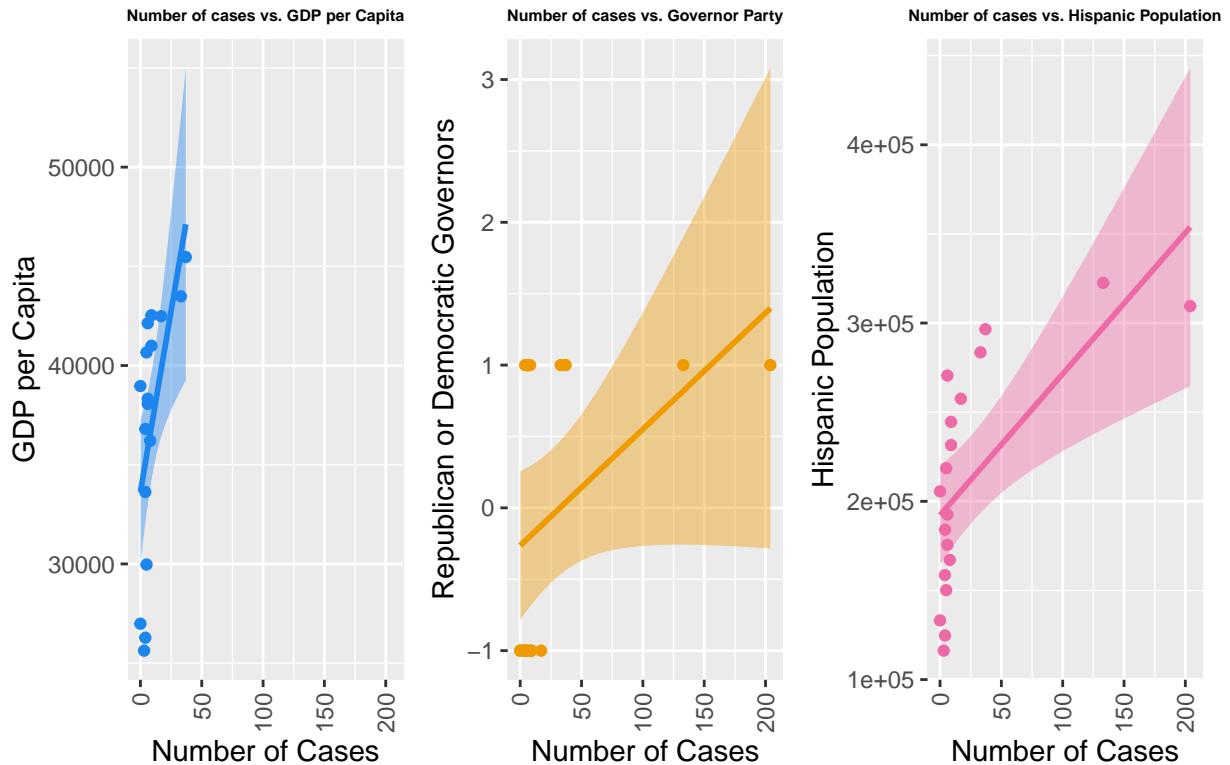 Number of cases vs. GDP per Capita
GDP per Capita
50000
40000
30000
0
50
100
150
200
Number of Cases
Number of cases vs. Governor Party
Republican or Democratic Governors
3
2
1
0
−1
0
50
100
150
200
Number of Cases
Number of cases vs. Hispanic Population
Hispanic Population
4e+05
3e+05
2e+05
1e+05
0
50
100
150
200
Number of Cases